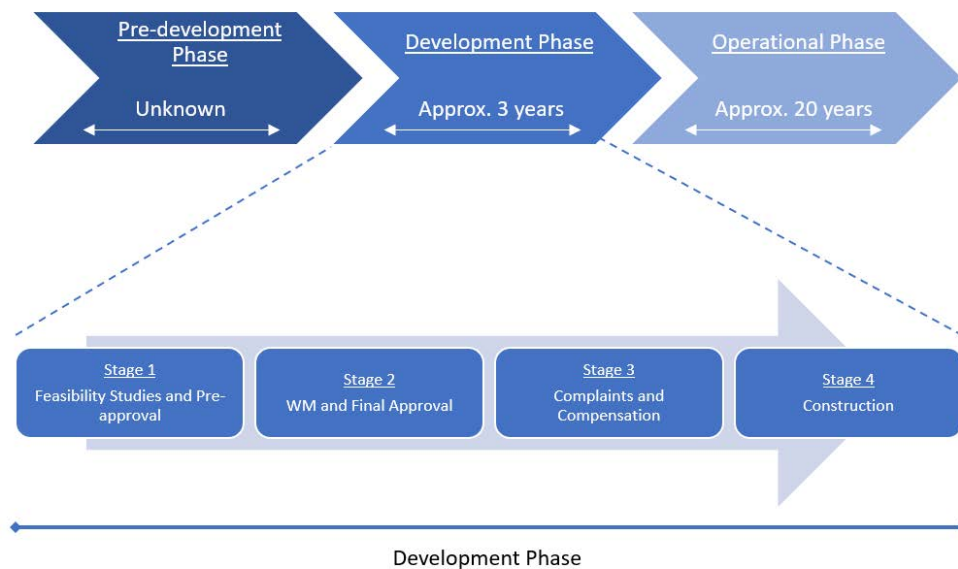 Pre-development
Phase
Unknown
Development Phase
Approx. 3 years
Operational Phase
Approx. 20 years
Stage 1
Feasibility Studies and Pre-
approval
Stage 2
WM and Final Approval
Stage 3
Complaints and
Compensation
Stage 4
Construction
Development Phase